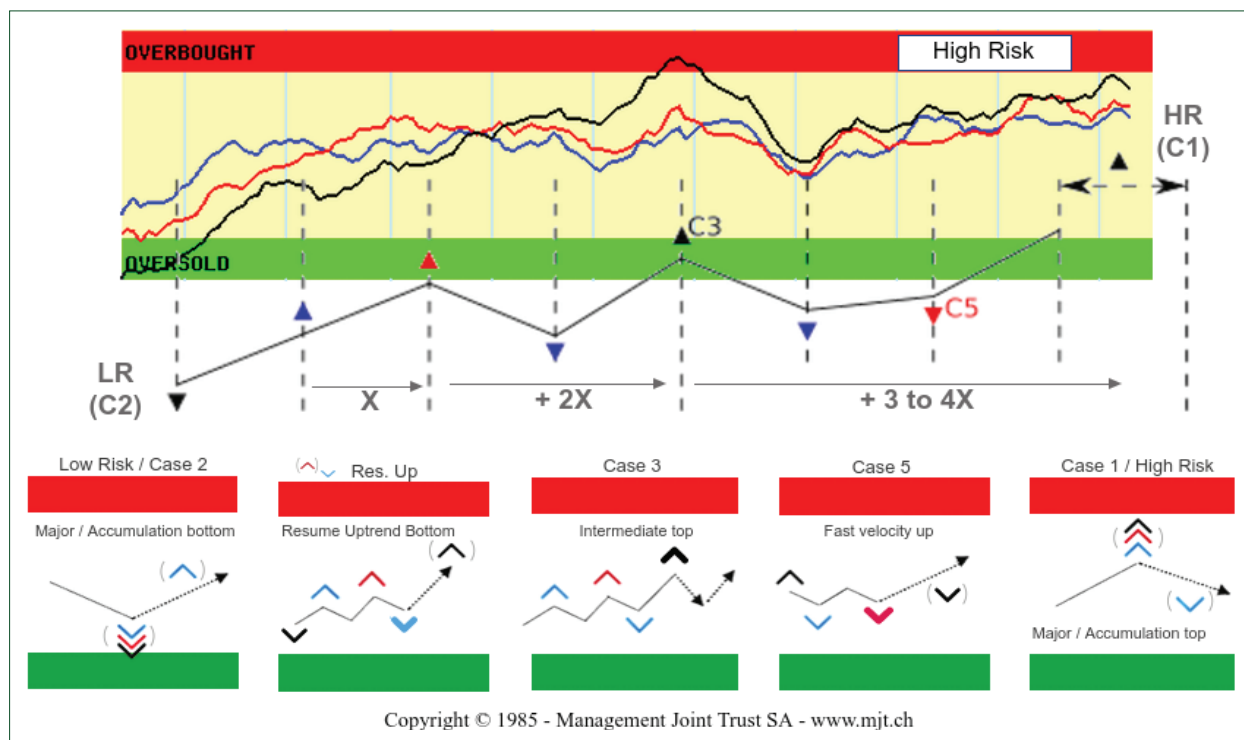 OVERBOUGHT
High Risk
HR
(C1)
C3
OVERSOLD
C5
LR
(C2)
X
+ 2X
+ 3 to 4X
Low Risk / Case 2
Res. Up
Case 3
Case 5
Case 1 / High Risk
Major / Accumulation bottom
Resume Uptrend Bottom
Intermediate top
Fast velocity up
Major / Accumulation top
Copyright © 1985 - Management Joint Trust SA - www.mjt.ch